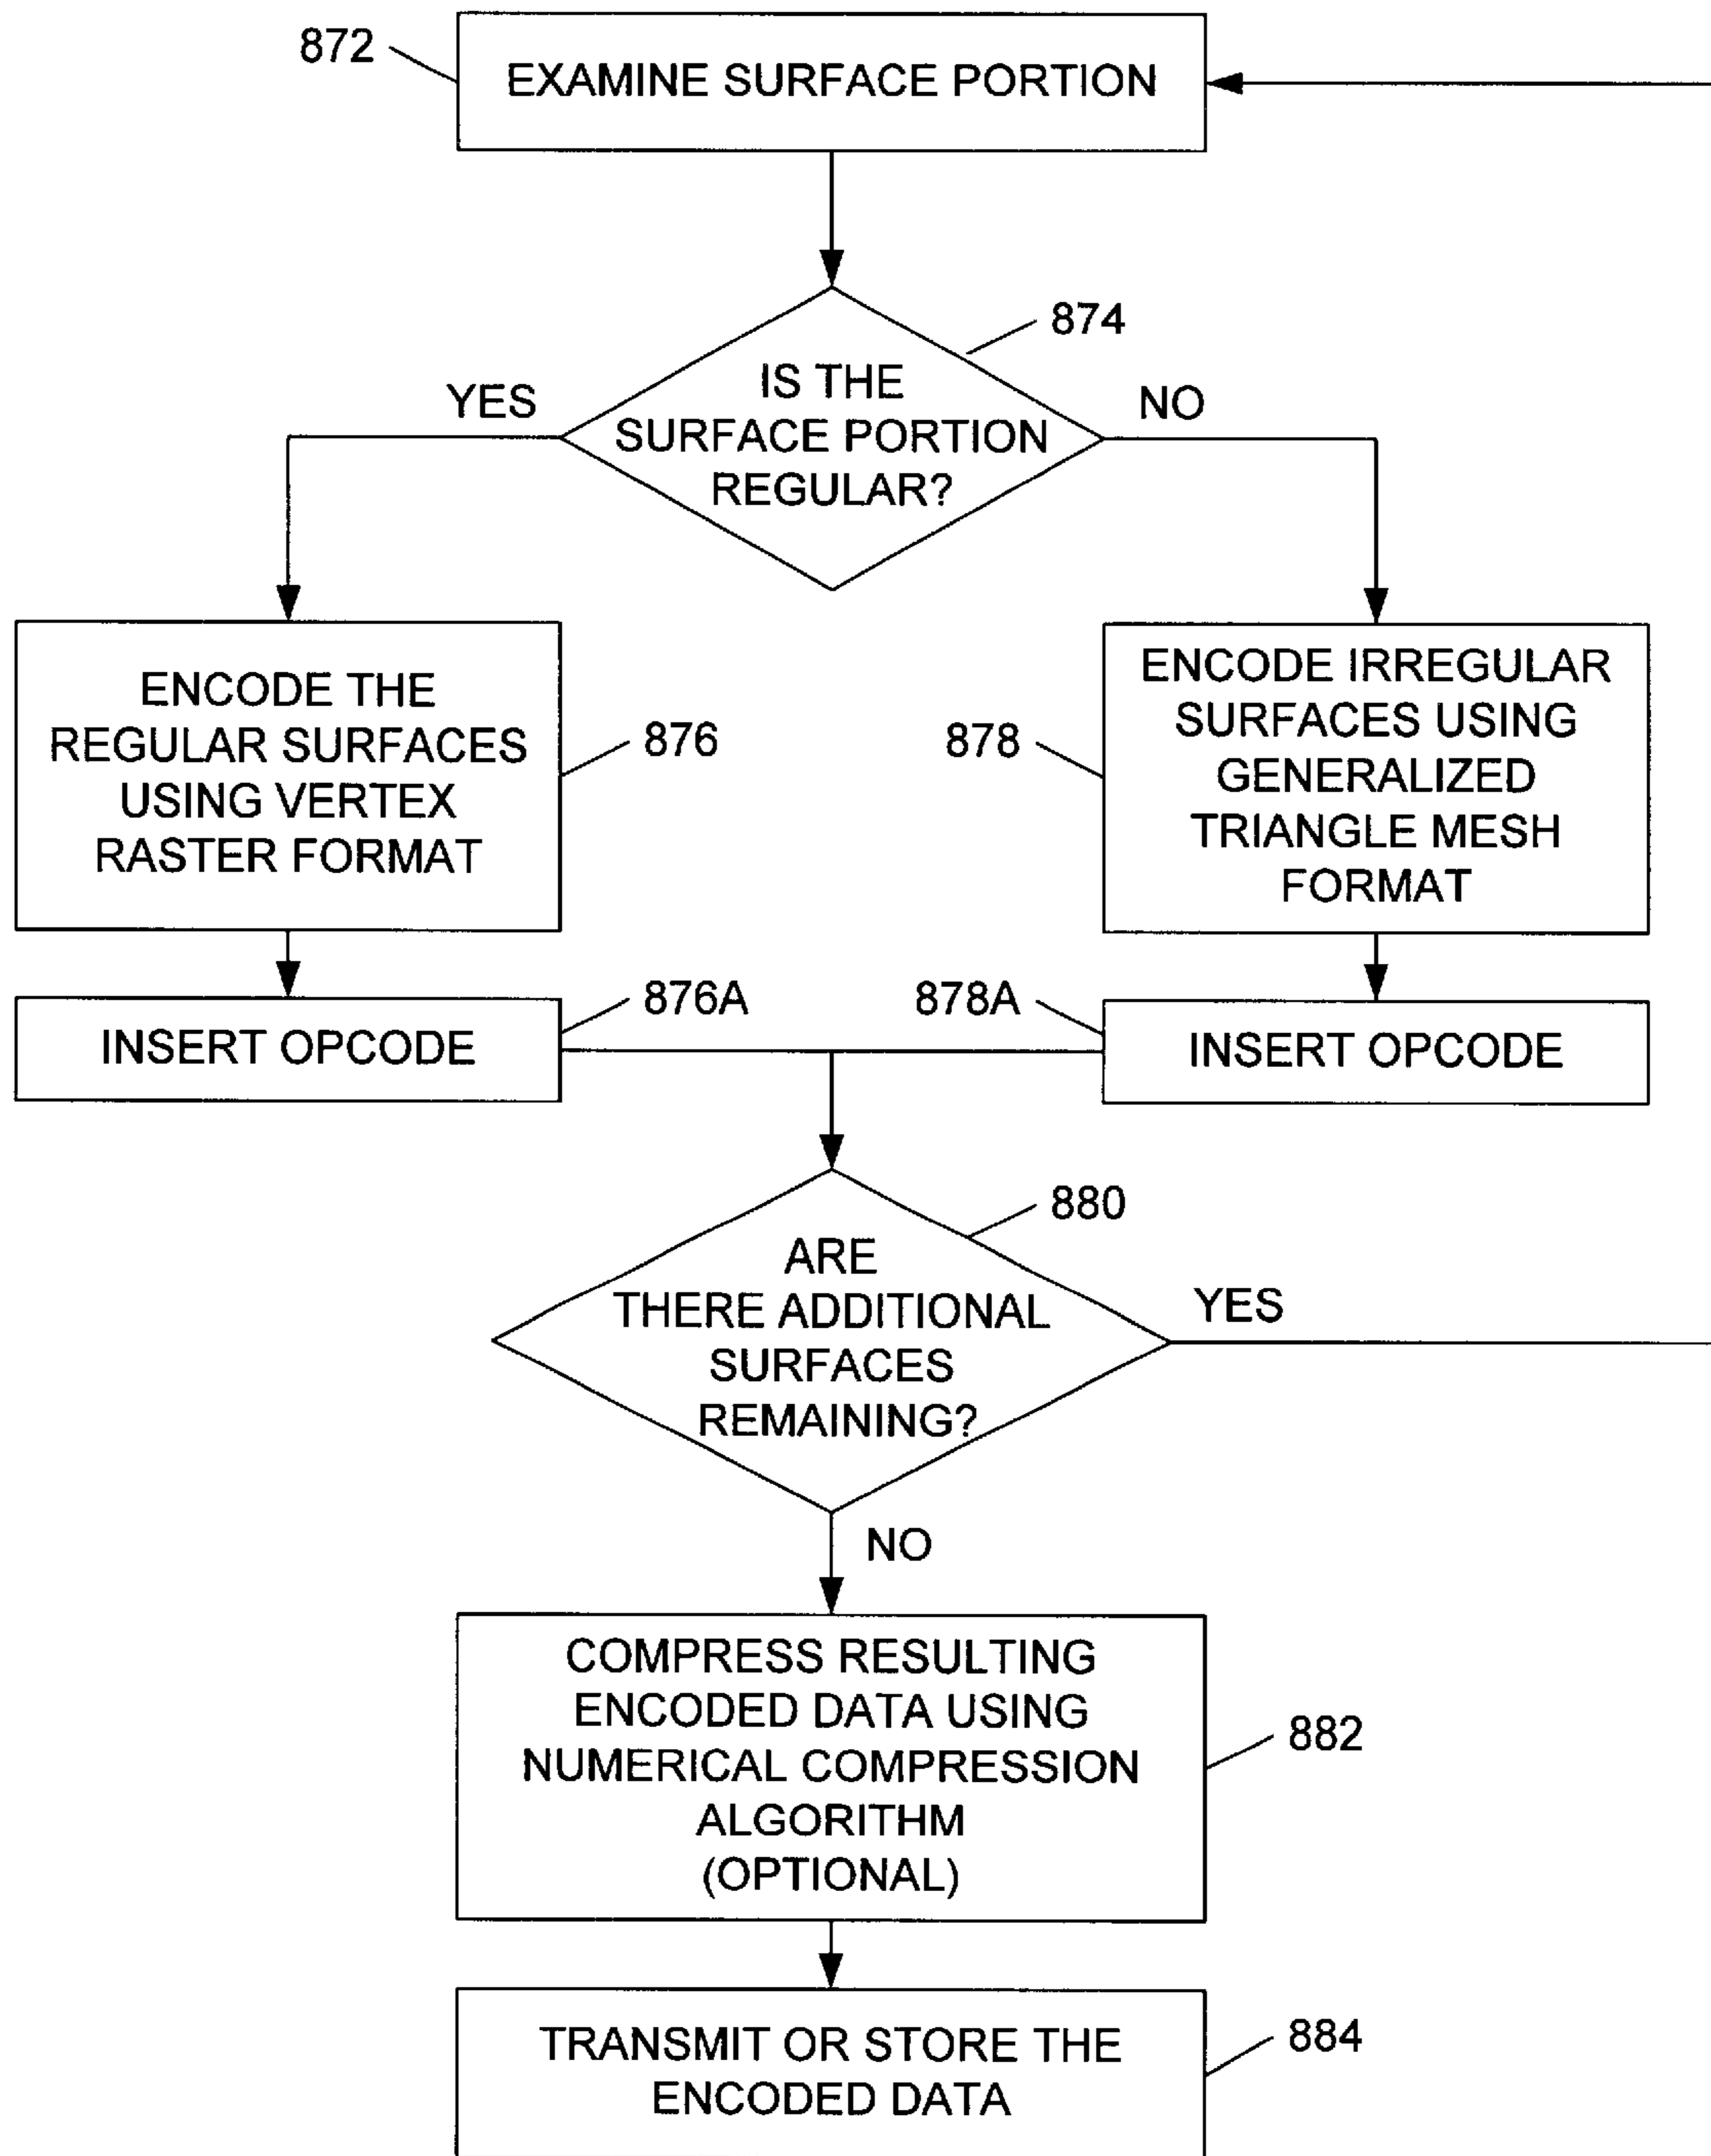 872
EXAMINE SURFACE PORTION
874
IS THE
SURFACE PORTION
REGULAR?
YES
NO
ENCODE THE
REGULAR SURFACES
USING VERTEX
RASTER FORMAT
876
878
ENCODE IRREGULAR
SURFACES USING
GENERALIZED
TRIANGLE MESH
FORMAT
INSERT OPCODE
876A
878A
INSERT OPCODE
880
ARE
THERE ADDITIONAL
SURFACES
REMAINING?
YES
NO
COMPRESS RESULTING
ENCODED DATA USING
NUMERICAL COMPRESSION
ALGORITHM
(OPTIONAL)
882
TRANSMIT OR STORE THE
ENCODED DATA
884